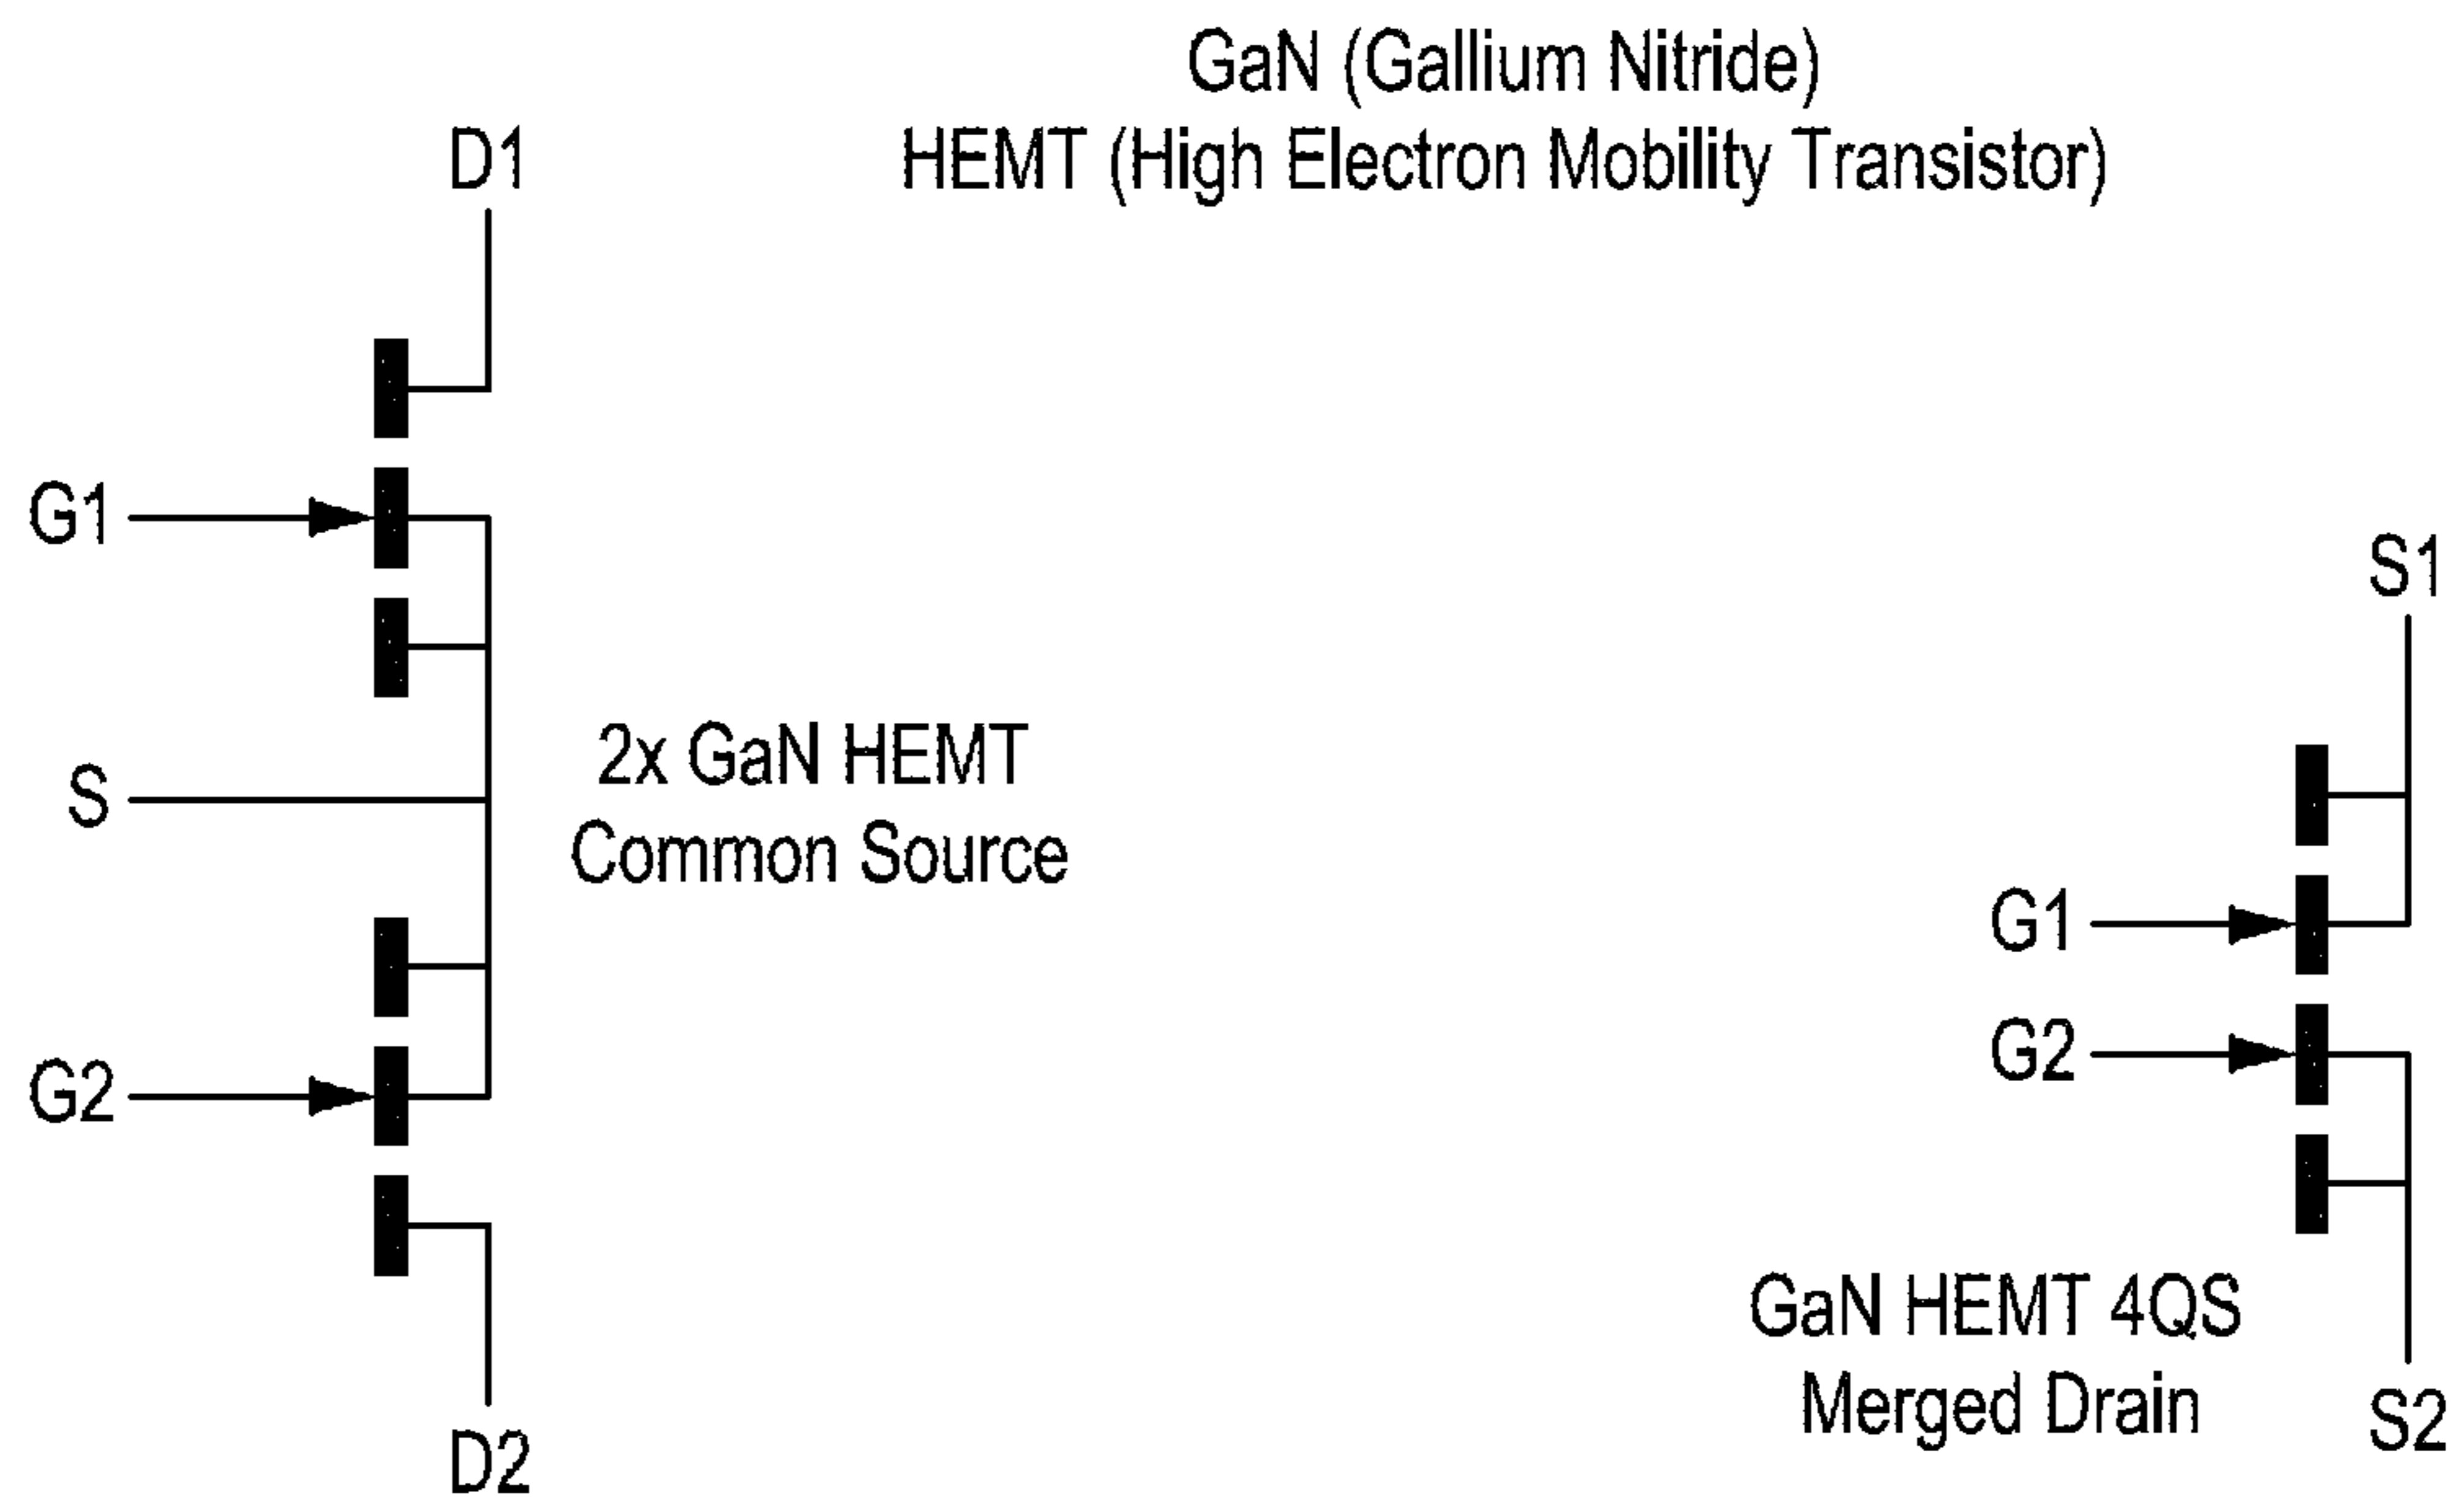 GaN (Gallium Nitride)
HEMT (High Electron Mobility Transistor)
D1
G1
S
2x GaN HEMT
Common Source
G2
D2
S1
G1
G2
GaN HEMT 4QS
Merged Drain
S2